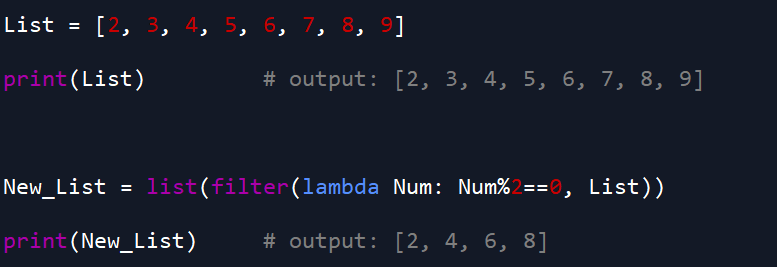 List = [2, 3, 4, 5, 6, 7, 8, 9]
print(List)         # output: [2, 3, 4, 5, 6, 7, 8, 9]
New_List = list(filter(lambda Num: Num%2==0, List))
print(New_List)     # output: [2, 4, 6, 8]